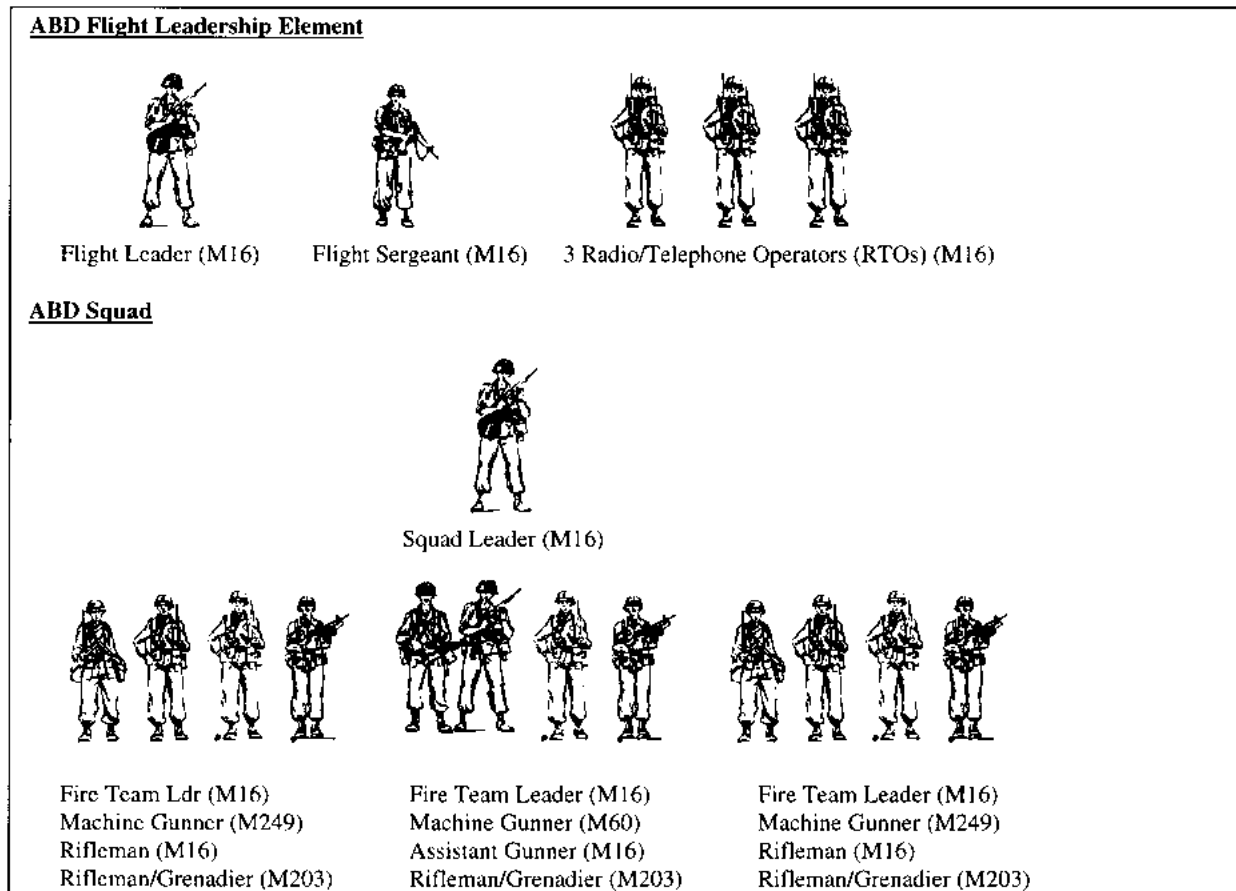 ABD Flight Leadership Element
Flight Leader (M16)
Flight Sergeant (M16)
3 Radio/Telephone Operators (RTOs) (M16)
ABD Squad
Squad Leader (M16)
Fire Team Ldr (M16)
Machine Gunner (M249)
Rifleman (M16)
Rifleman/Grenadier (M203)
Fire Team Leader (M16)
Machine Gunner (M60)
Assistant Gunner (M16)
Rifleman/Grenadier (M203)
Fire Team Leader (M16)
Machine Gunner (M249)
Rifleman (M16)
Rifleman/Grenadier (M203)